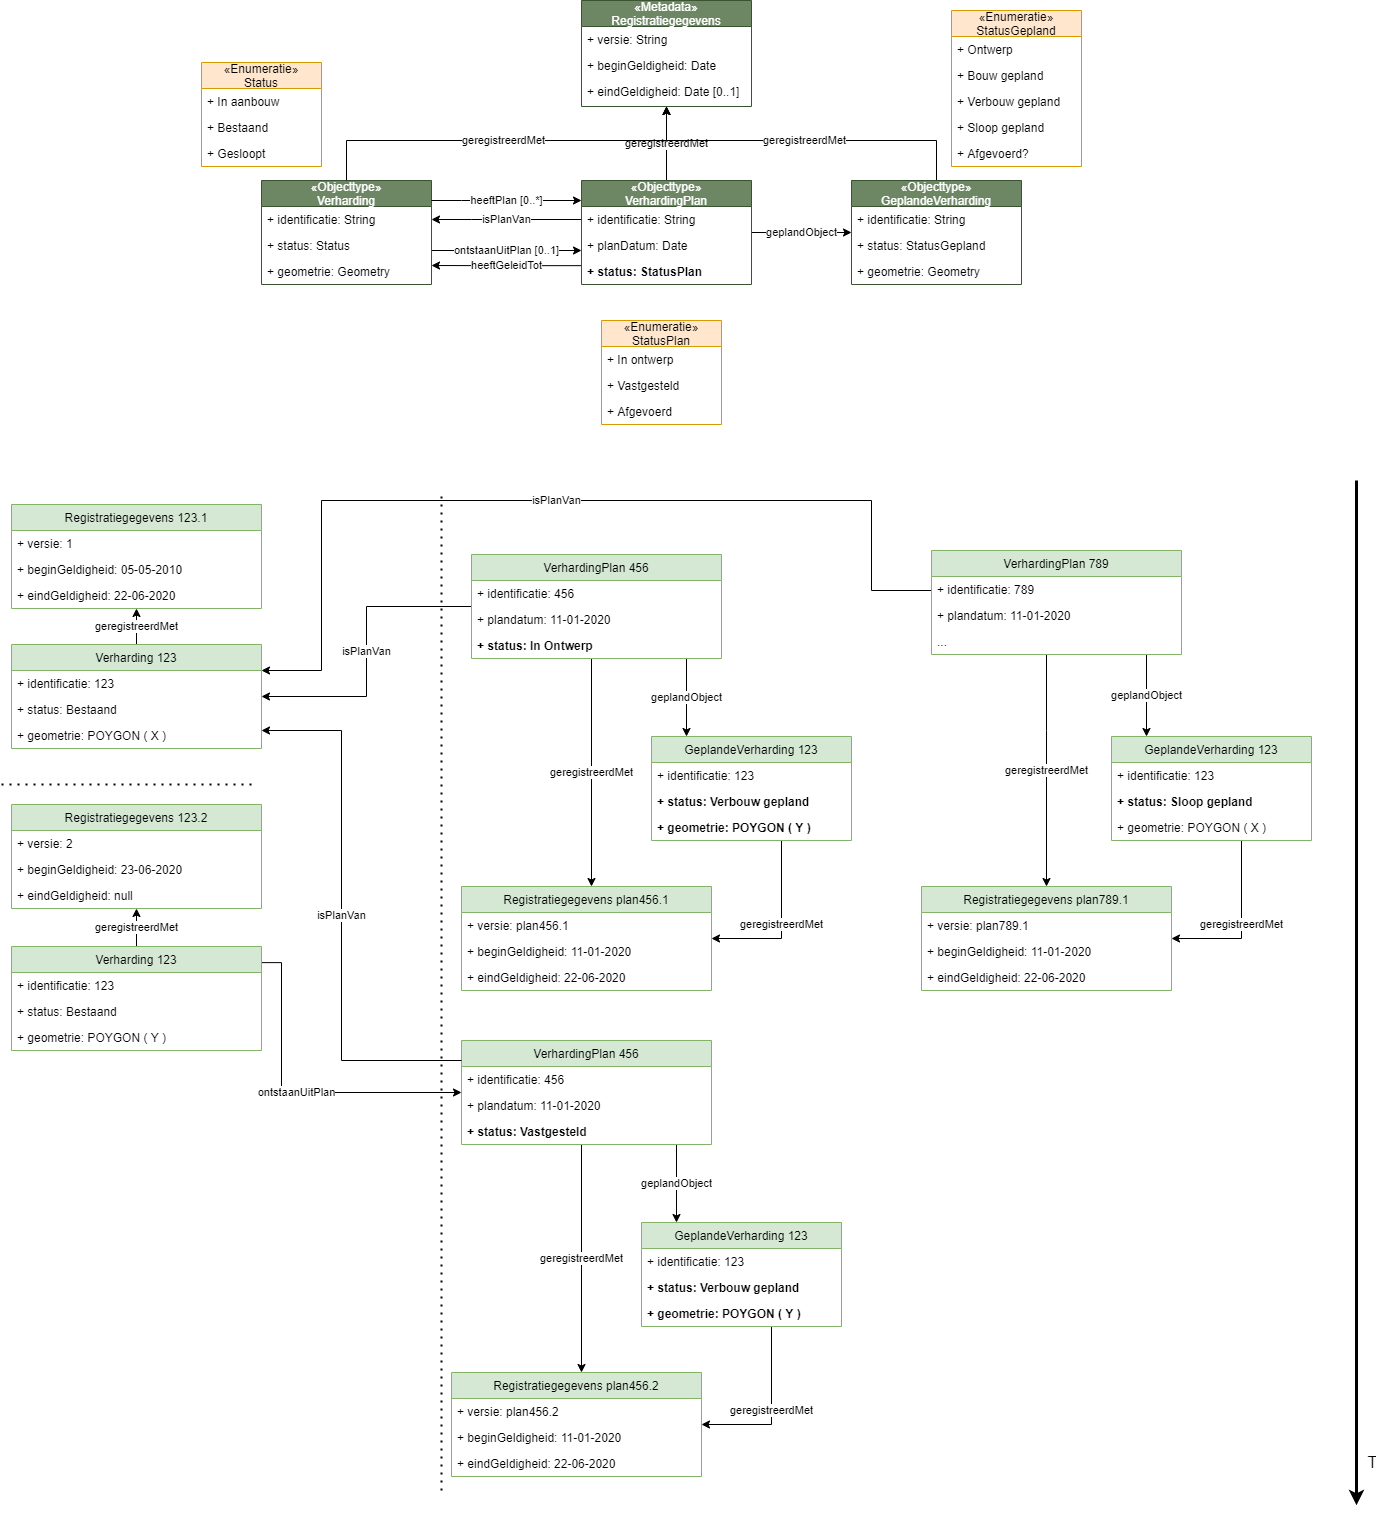 «Metadata»
Registratiegegevens
+ versie: String
+ beginGeldigheid: Date
+ eindGeldigheid: Date [0..1]
«Enumeratie»
StatusGepland
+ Ontwerp
+ Bouw gepland
+ Verbouw gepland
+ Sloop gepland
+ Afgevoerd?
«Enumeratie»
Status
+ In aanbouw
+ Bestaand
+ Gesloopt
geregistreerdMet
geregistreerdMet
geregistreerdMet
«Objecttype»
Verharding
+ identificatie: String
+ status: Status
+ geometrie: Geometry
heeftPlan [0..*]
isPlanVan
ontstaanUitPlan [0..1]
heeftGeleidTot
«Objecttype»
VerhardingPlan
+ identificatie: String
+ planDatum: Date
+ status: StatusPlan
geplandObject
«Objecttype»
GeplandeVerharding
+ identificatie: String
+ status: StatusGepland
+ geometrie: Geometry
«Enumeratie»
StatusPlan
+ In ontwerp
+ Vastgesteld
+ Afgevoerd
isPlanVan
Registratiegegevens 123.1
+ versie: 1
+ beginGeldigheid: 05-05-2010
+ eindGeldigheid: 22-06-2020
geregistreerdMet
Verharding 123
+ identificatie: 123
+ status: Bestaand
+ geometrie: POYGON ( X )
isPlanVan
VerhardingPlan 456
+ identificatie: 456
+ plandatum: 11-01-2020
+ status: In Ontwerp
geplandObject
geregistreerdMet
GeplandeVerharding 123
+ identificatie: 123
+ status: Verbouw gepland
+ geometrie: POYGON ( Y )
geregistreerdMet
Registratiegegevens plan456.1
+ versie: plan456.1
+ beginGeldigheid: 11-01-2020
+ eindGeldigheid: 22-06-2020
VerhardingPlan 789
+ identificatie: 789
+ plandatum: 11-01-2020
...
geplandObject
geregistreerdMet
GeplandeVerharding 123
+ identificatie: 123
+ status: Sloop gepland
+ geometrie: POYGON ( X )
geregistreerdMet
Registratiegegevens plan789.1
+ versie: plan789.1
+ beginGeldigheid: 11-01-2020
+ eindGeldigheid: 22-06-2020
Registratiegegevens 123.2
+ versie: 2
+ beginGeldigheid: 23-06-2020
+ eindGeldigheid: null
geregistreerdMet
Verharding 123
+ identificatie: 123
+ status: Bestaand
+ geometrie: POYGON ( Y )
isPlanVan
ontstaanUitPlan
VerhardingPlan 456
+ identificatie: 456
+ plandatum: 11-01-2020
+ status: Vastgesteld
geplandObject
geregistreerdMet
GeplandeVerharding 123
+ identificatie: 123
+ status: Verbouw gepland
+ geometrie: POYGON ( Y )
geregistreerdMet
Registratiegegevens plan456.2
+ versie: plan456.2
+ beginGeldigheid: 11-01-2020
+ eindGeldigheid: 22-06-2020
T